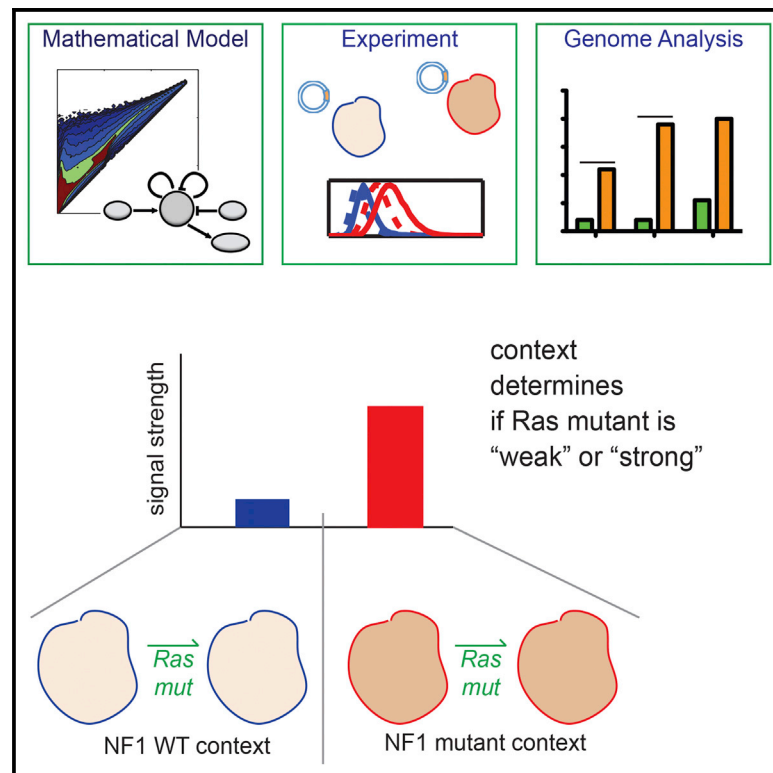 Mathematical Model
Experiment
Genome Analysis
signal strength
context
determines
if Ras mutant is
“weak” or “strong”
Ras
mut
NF1 WT context
Ras
mut
NF1 mutant context